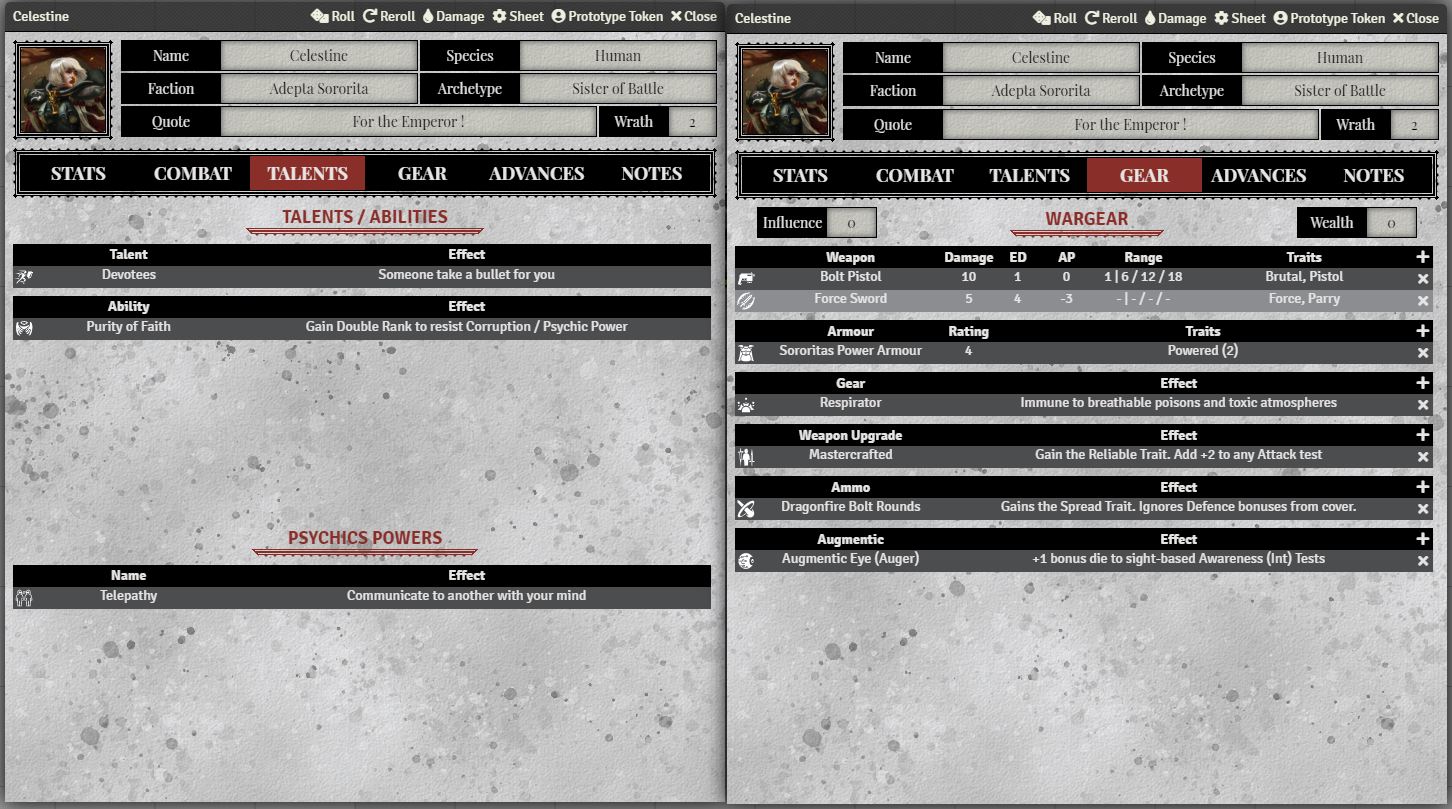 Celestine Roll Reroll Damage Sheet Prototype Token Close
Name Celestine Species Human
Faction Adepta Sororita Archetype Sister of Battle
Quote For the Emperor ! Wrath 2
STATS COMBAT TALENTS GEAR ADVANCES NOTES
TALENTS / ABILITIES
Talent Effect
Devotees Someone take a bullet for you
Ability Effect
Purity of Faith Gain Double Rank to resist Corruption / Psychic Power
PSYCHICS POWERS
Name Effect
Telepathy Communicate to another with your mind
Celestine Roll Reroll Damage Sheet Prototype Token Close
Name Celestine Species Human
Faction Adepta Sororita Archetype Sister of Battle
Quote For the Emperor ! Wrath 2
STATS COMBAT TALENTS GEAR ADVANCES NOTES
Influence 0 WARGEAR Wealth 0
Weapon Damage ED AP Range Traits
Bolt Pistol 10 1 0 1 | 6 / 12 / 18 Brutal, Pistol
Force Sword 5 4 -3 - | - / - / - Force, Parry
Armour Rating Traits
Sororitas Power Armour 4 Powered (2)
Gear Effect
Respirator Immune to breathable poisons and toxic atmospheres
Weapon Upgrade Effect
Mastercrafted Gain the Reliable Trait. Add +2 to any Attack test
Ammo Effect
Dragonfire Bolt Rounds Gains the Spread Trait. Ignores Defence bonuses from cover.
Augmentic Effect
Augmentic Eye (Auger) +1 bonus die to sight-based Awareness (Int) Tests